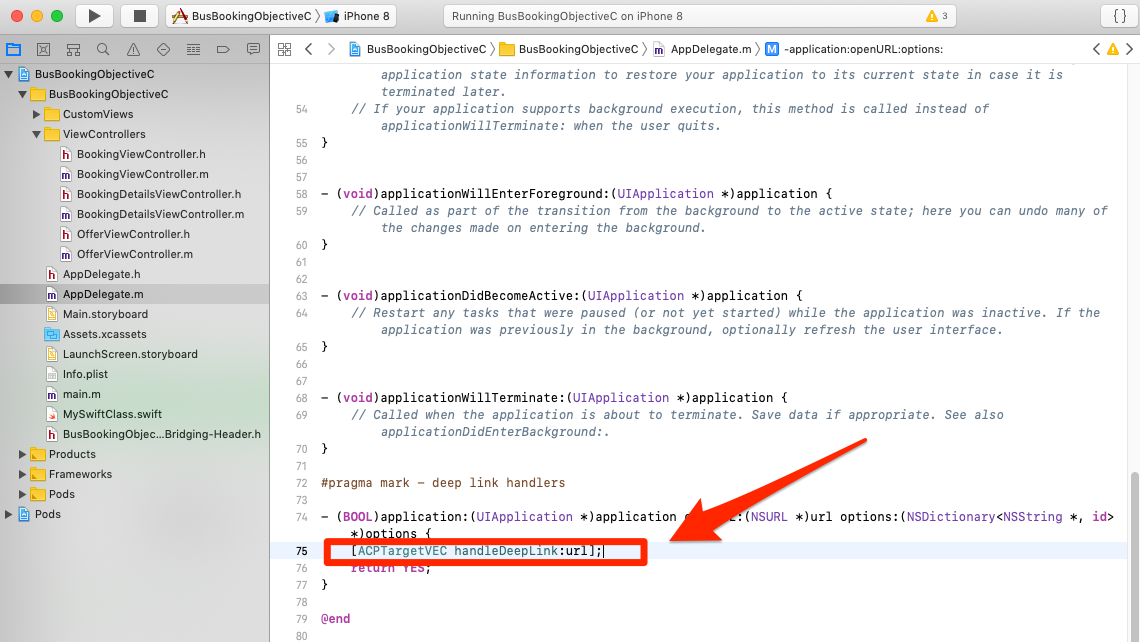 BusBookingObjectiveC 〉 iPhone 8
Running BusBookingObjectiveC on iPhone 8
3
{}
BusBookingObjectiveC 〉 BusBookingObjectiveC 〉 AppDelegate.m 〉 M -application:openURL:options:
BusBookingObjectiveC
BusBookingObjectiveC
CustomViews
ViewControllers
h BookingViewController.h
m BookingViewController.m
h BookingDetailsViewController.h
m BookingDetailsViewController.m
h OfferViewController.h
m OfferViewController.m
h AppDelegate.h
m AppDelegate.m
Main.storyboard
Assets.xcassets
LaunchScreen.storyboard
Info.plist
m main.m
MySwiftClass.swift
h BusBookingObjec...Bridging-Header.h
Products
Frameworks
Pods
Pods
application state information to restore your application to its current state in case it is
terminated later.
54 // If your application supports background execution, this method is called instead of
applicationWillTerminate: when the user quits.
55 }
56
57
58 - (void)applicationWillEnterForeground:(UIApplication *)application {
59 // Called as part of the transition from the background to the active state; here you can undo many of
the changes made on entering the background.
60 }
61
62
63 - (void)applicationDidBecomeActive:(UIApplication *)application {
64 // Restart any tasks that were paused (or not yet started) while the application was inactive. If the
application was previously in the background, optionally refresh the user interface.
65 }
66
67
68 - (void)applicationWillTerminate:(UIApplication *)application {
69 // Called when the application is about to terminate. Save data if appropriate. See also
applicationDidEnterBackground:.
70 }
71
72 #pragma mark - deep link handlers
73
74 - (BOOL)application:(UIApplication *)application :(NSURL *)url options:(NSDictionary<NSString *, id>
*)options {
75 [ACPTargetVEC handleDeepLink:url];
76 return YES;
77 }
78
79 @end
80